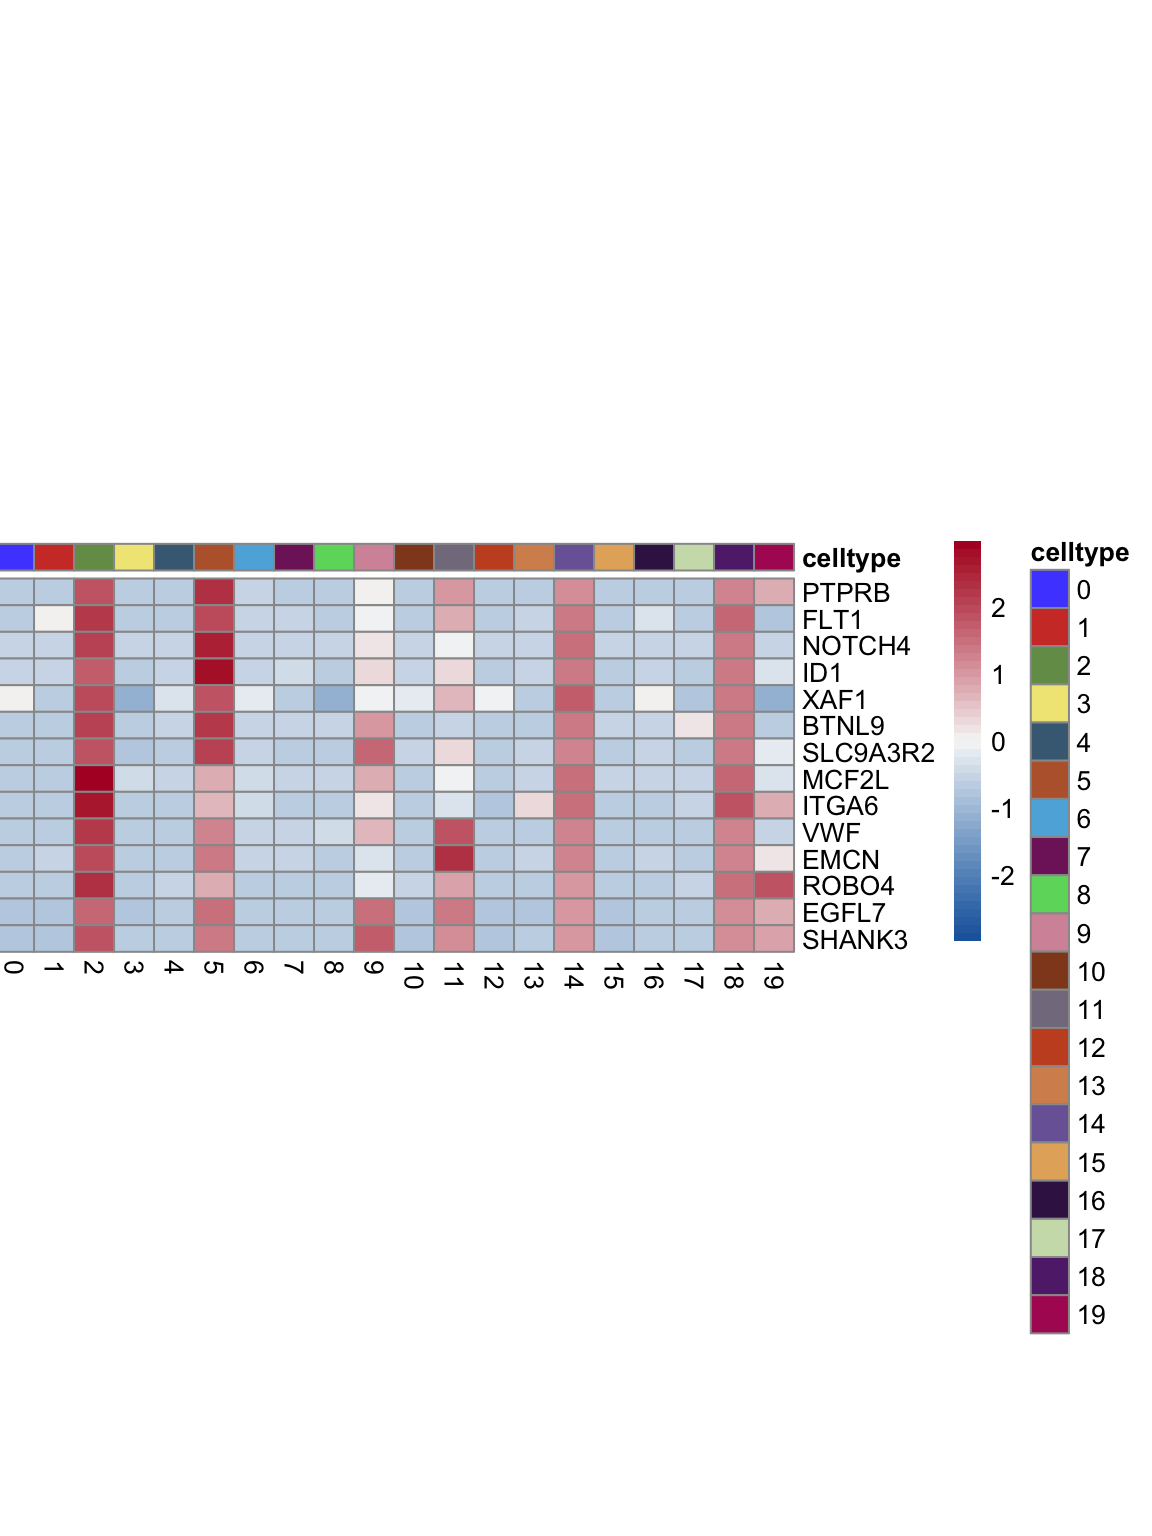 celltype
PTPRB
FLT1
NOTCH4
ID1
XAF1
BTNL9
SLC9A3R2
MCF2L
ITGA6
VWF
EMCN
ROBO4
EGFL7
SHANK3
0 1 2 3 4 5 6 7 8 9 10 11 12 13 14 15 16 17 18 19
2
1
0
-1
-2
celltype
0
1
2
3
4
5
6
7
8
9
10
11
12
13
14
15
16
17
18
19